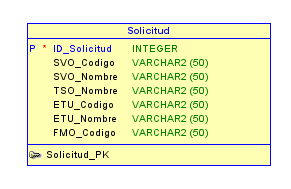 Solicitud
P * ID_Solicitud INTEGER
SVO_Codigo VARCHAR2 (50)
SVO_Nombre VARCHAR2 (50)
TSO_Nombre VARCHAR2 (50)
ETU_Codigo VARCHAR2 (50)
ETU_Nombre VARCHAR2 (50)
FMO_Codigo VARCHAR2 (50)
Solicitud_PK